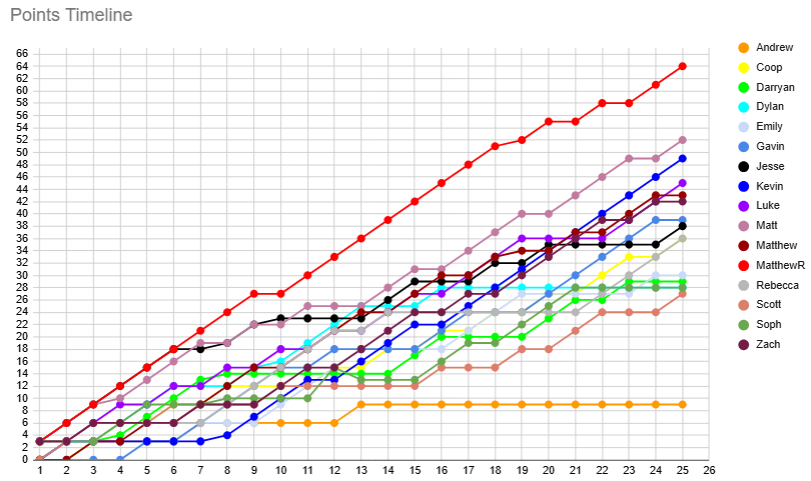 Points Timeline
66
64
62
60
58
56
54
52
50
48
46
44
42
40
38
36
34
32
30
28
26
24
22
20
18
16
14
12
10
8
6
4
2
0
1 2 3 4 5 6 7 8 9 10 11 12 13 14 15 16 17 18 19 20 21 22 23 24 25 26
Andrew
Coop
Darryan
Dylan
Emily
Gavin
Jesse
Kevin
Luke
Matt
Matthew
MatthewR
Rebecca
Scott
Soph
Zach